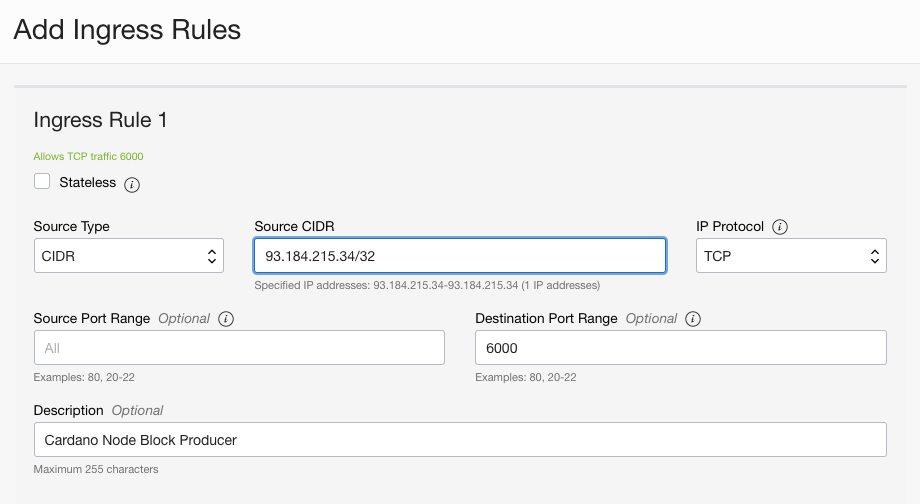 Add Ingress Rules
Ingress Rule 1
Allows TCP traffic 6000
Stateless i
Source Type
CIDR
Source CIDR
93.184.215.34/32
Specified IP addresses: 93.184.215.34-93.184.215.34 (1 IP addresses)
IP Protocol i
TCP
Source Port Range Optional i
All
Examples: 80, 20-22
Destination Port Range Optional i
6000
Examples: 80, 20-22
Description Optional
Cardano Node Block Producer
Maximum 255 characters